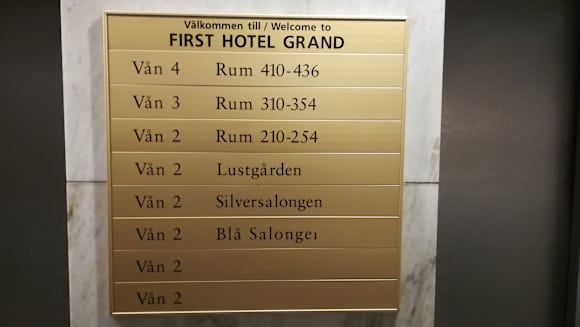 Välkommen till / Welcome to
FIRST HOTEL GRAND
Vån 4 Rum 410-436
Vån 3 Rum 310-354
Vån 2 Rum 210-254
Vån 2 Lustgården
Vån 2 Silversalongen
Vån 2 Blå Salongen
Vån 2
Vån 2